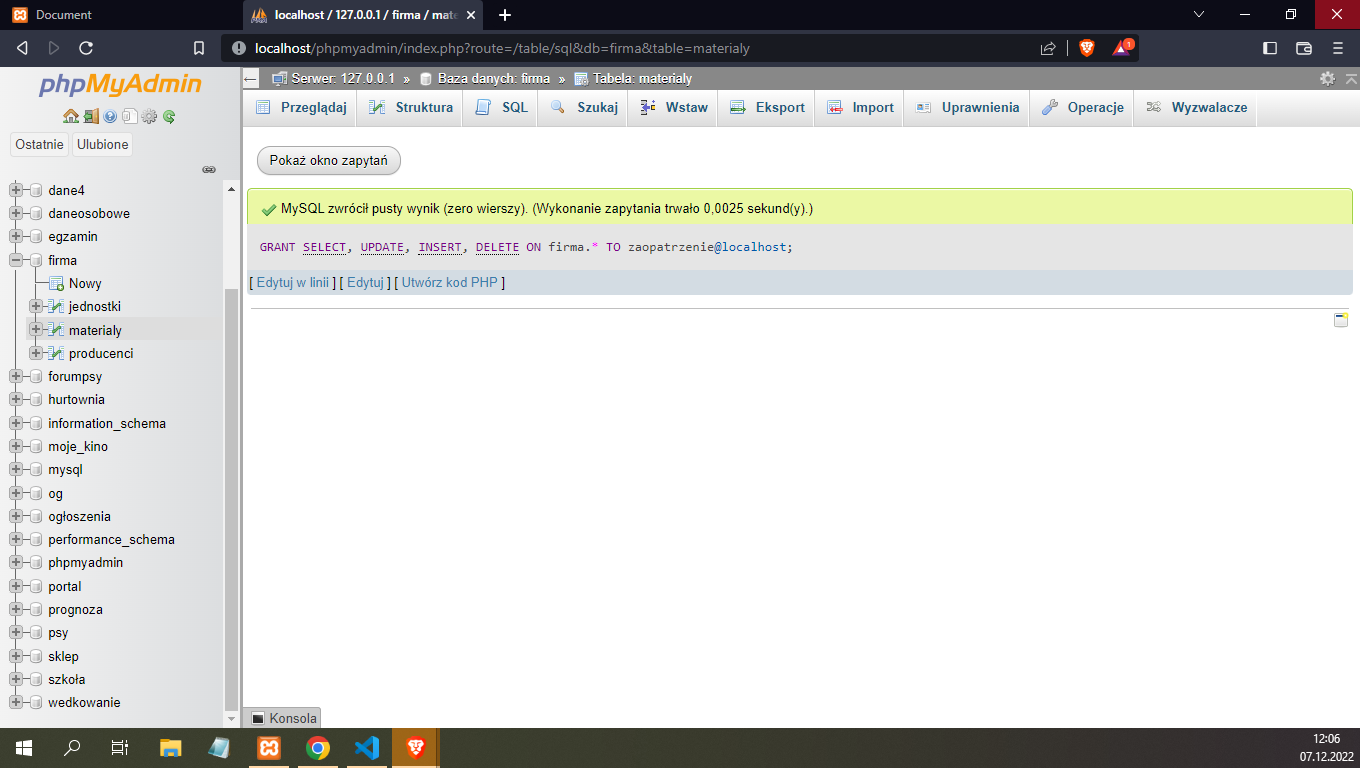 Document
localhost / 127.0.0.1 / firma / mate
localhost/phpmyadmin/index.php?route=/table/sql&db=firma&table=materialy
1
phpMyAdmin
Ostatnie Ulubione
dane4
daneosobowe
egzamin
firma
Nowy
jednostki
materialy
producenci
forumpsy
hurtownia
information_schema
moje_kino
mysql
og
ogłoszenia
performance_schema
phpmyadmin
portal
prognoza
psy
sklep
szkoła
wedkowanie
Serwer: 127.0.0.1 » Baza danych: firma » Tabela: materialy
Przeglądaj Struktura SQL Szukaj Wstaw Eksport Import Uprawnienia Operacje Wyzwalacze
Pokaż okno zapytań
MySQL zwrócił pusty wynik (zero wierszy). (Wykonanie zapytania trwało 0,0025 sekund(y).)
GRANT SELECT, UPDATE, INSERT, DELETE ON firma.* TO zaopatrzenie@localhost;
[ Edytuj w linii ] [ Edytuj ] [ Utwórz kod PHP ]
Konsola
12:06
07.12.2022